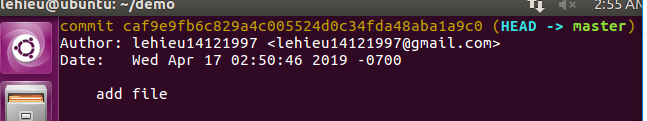 lehieu@ubuntu: ~/demo
2:55 AM
commit caf9e9fb6c829a4c005524d0c34fda48aba1a9c0 (HEAD -> master)
Author: lehieu14121997 <lehieu14121997@gmail.com>
Date:   Wed Apr 17 02:50:46 2019 -0700
add file